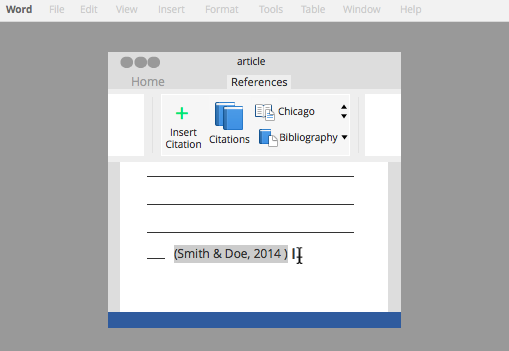 Word File Edit View Insert Format Tools Table Window Help
article
Home References
Insert Citation
Citations
Chicago
Bibliography
(Smith & Doe, 2014 )